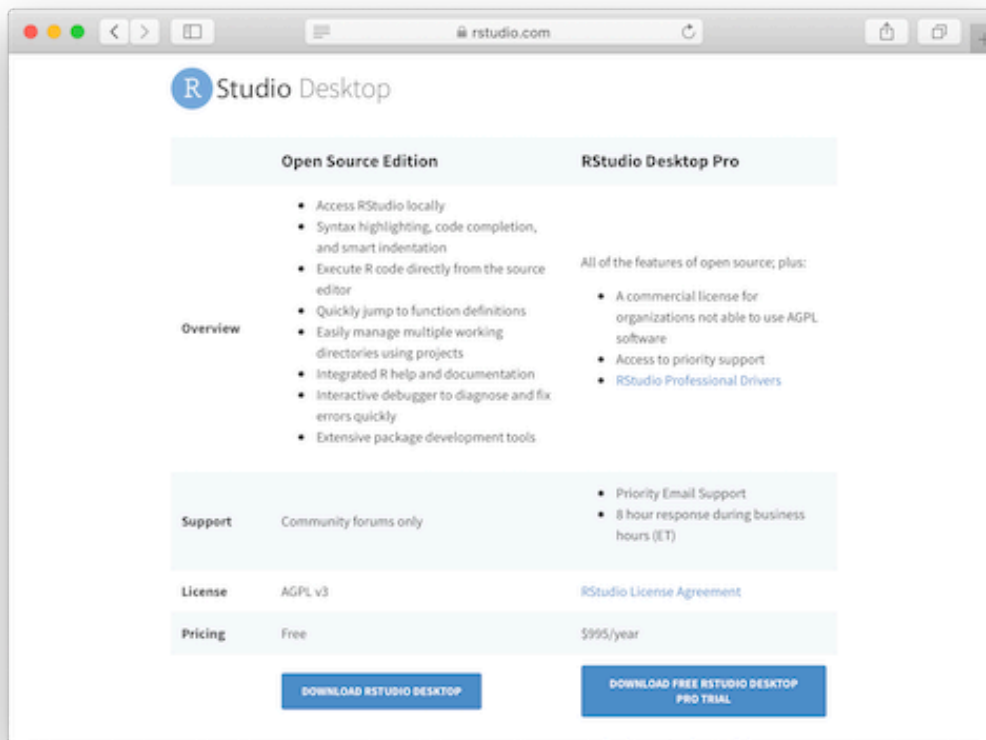 rstudio.com
R Studio Desktop
Open Source Edition
RStudio Desktop Pro
Overview
Access RStudio locally
Syntax highlighting, code completion,
and smart indentation
Execute R code directly from the source
editor
Quickly jump to function definitions
Easily manage multiple working
directories using projects
Integrated R help and documentation
Interactive debugger to diagnose and fix
errors quickly
Extensive package development tools
All of the features of open source; plus:
A commercial license for
organizations not able to use AGPL
software
Access to priority support
RStudio Professional Drivers
Support
Community forums only
Priority Email Support
8 hour response during business
hours (ET)
License
AGPL v3
RStudio License Agreement
Pricing
Free
$995/year
DOWNLOAD RSTUDIO DESKTOP
DOWNLOAD FREE RSTUDIO DESKTOP
PRO TRIAL